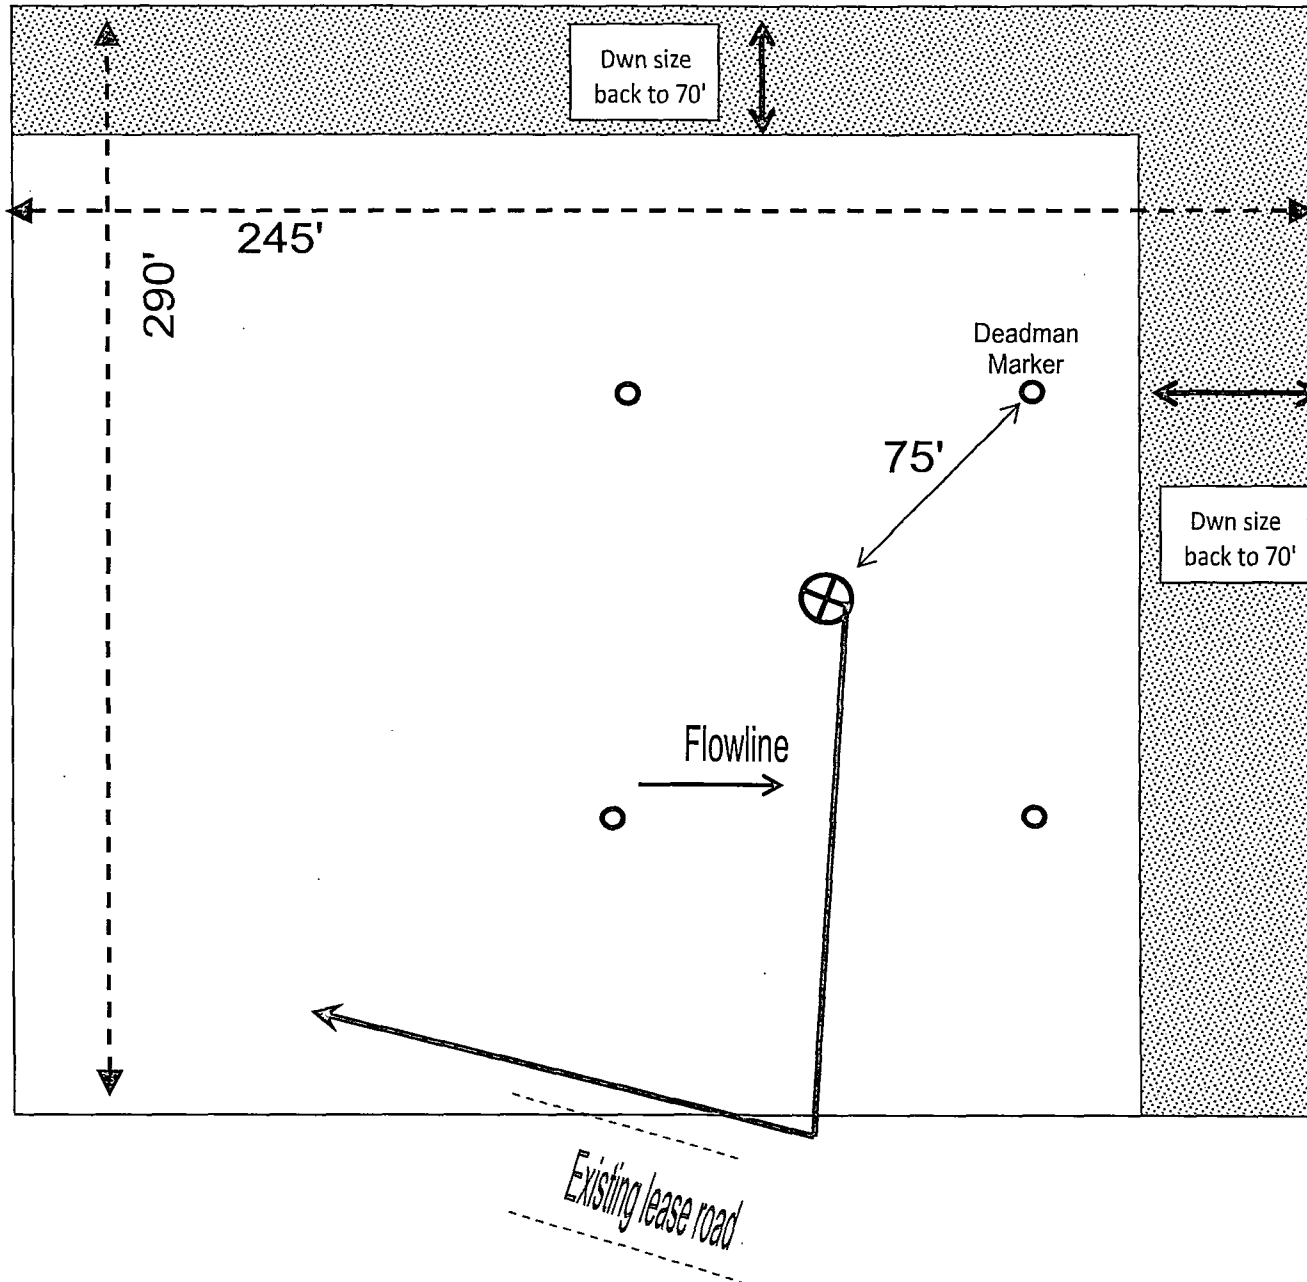 Dwn size
back to 70'
245'
290'
Deadman
Marker
75'
Dwn size
back to 70'
Flowline
Existing lease road